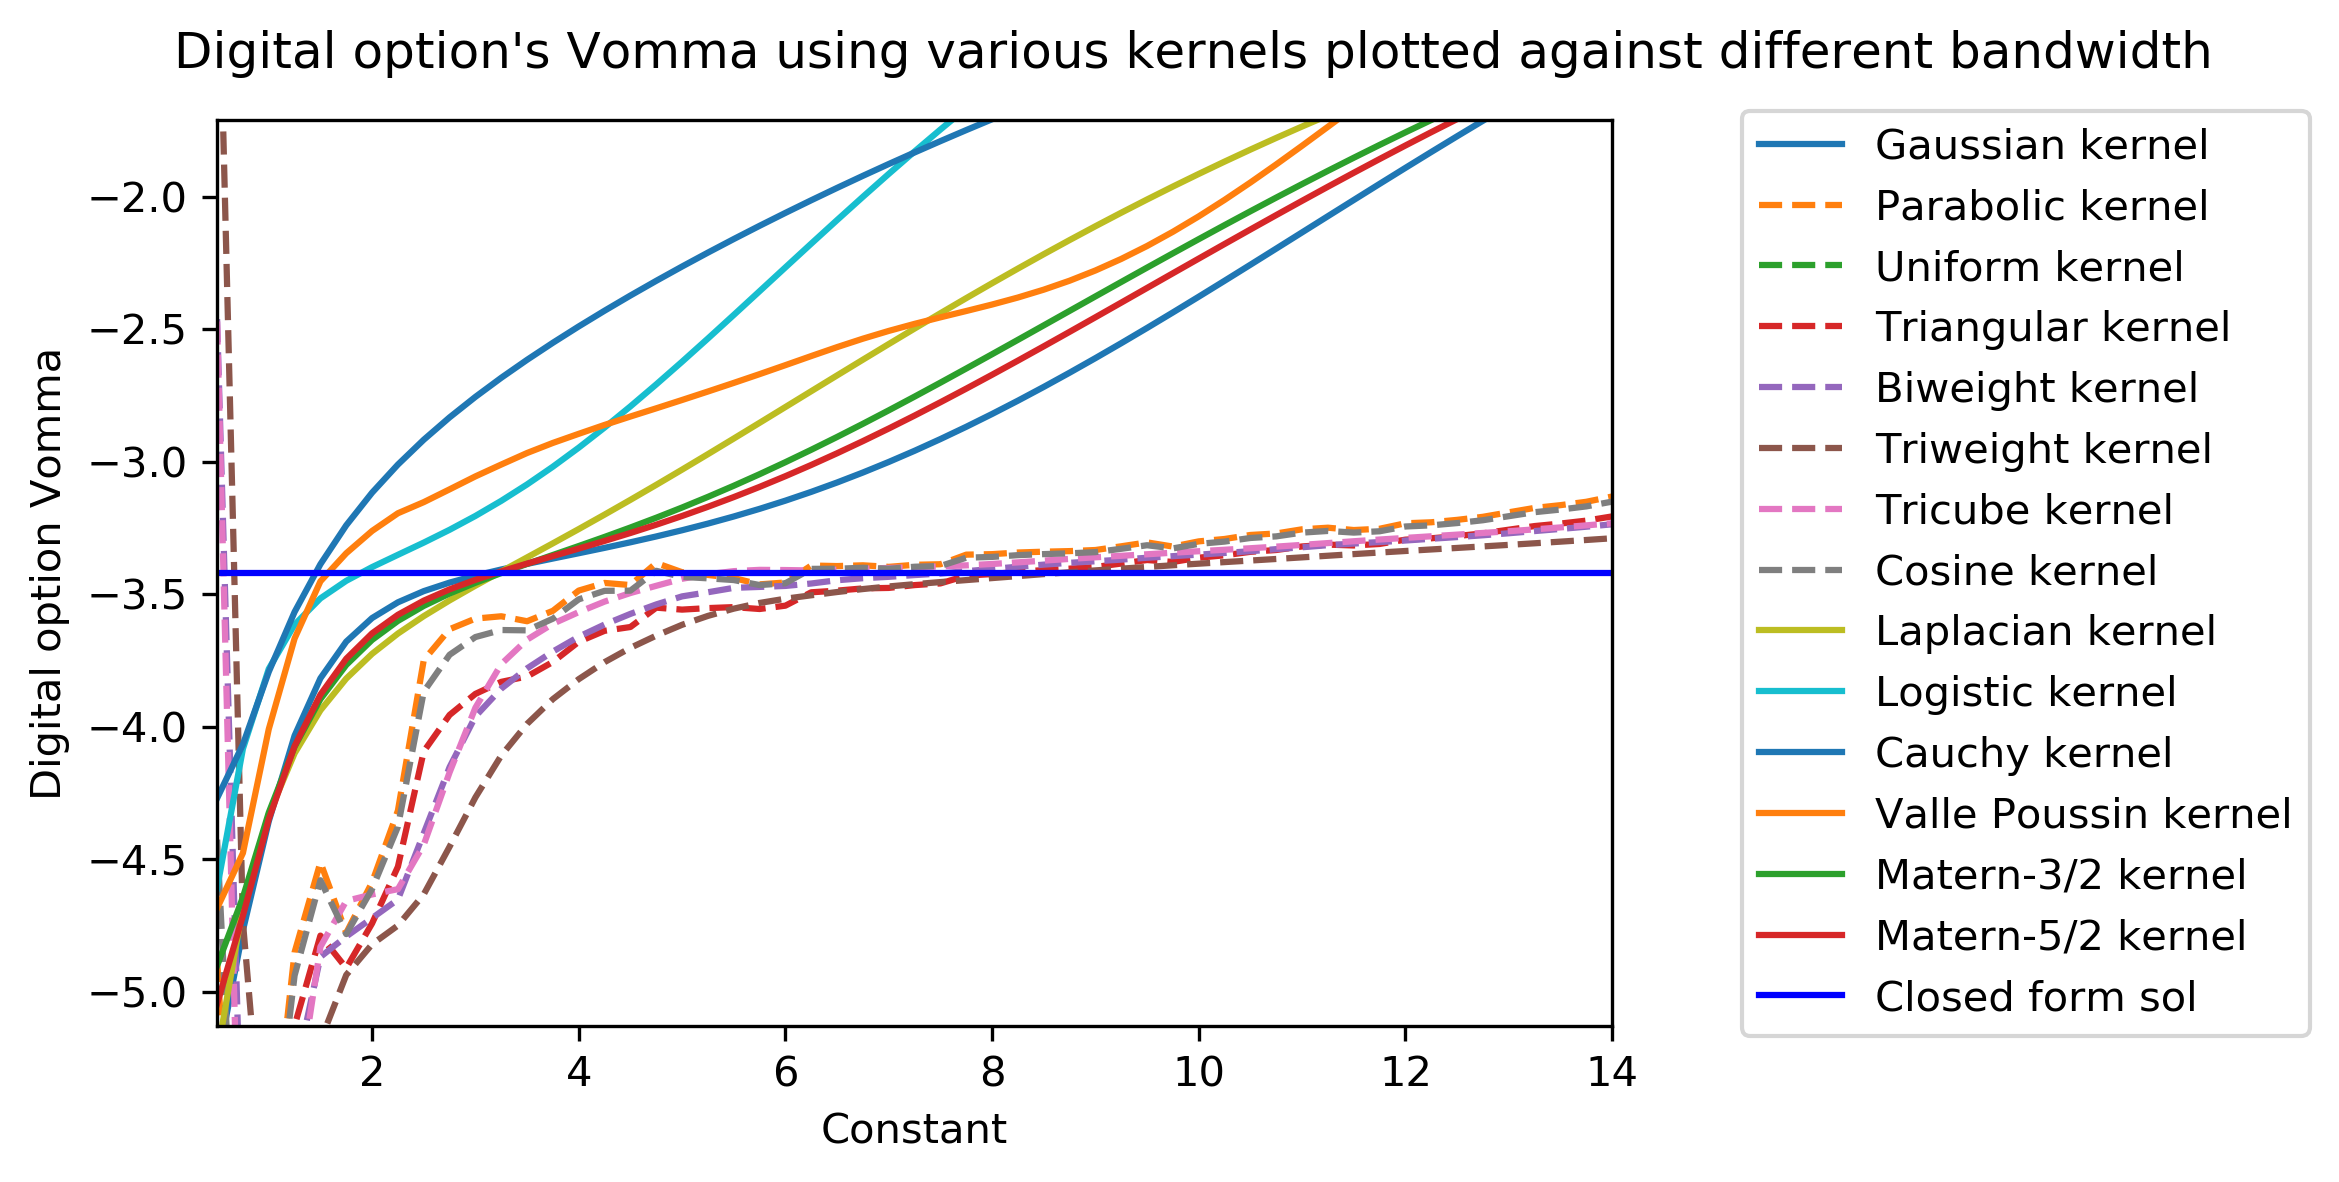 Digital option's Vomma using various kernels plotted against different bandwidth
Digital option Vomma
−2.0
−2.5
−3.0
−3.5
−4.0
−4.5
−5.0
2
4
6
8
10
12
14
Constant
Gaussian kernel
Parabolic kernel
Uniform kernel
Triangular kernel
Biweight kernel
Triweight kernel
Tricube kernel
Cosine kernel
Laplacian kernel
Logistic kernel
Cauchy kernel
Valle Poussin kernel
Matern-3/2 kernel
Matern-5/2 kernel
Closed form sol